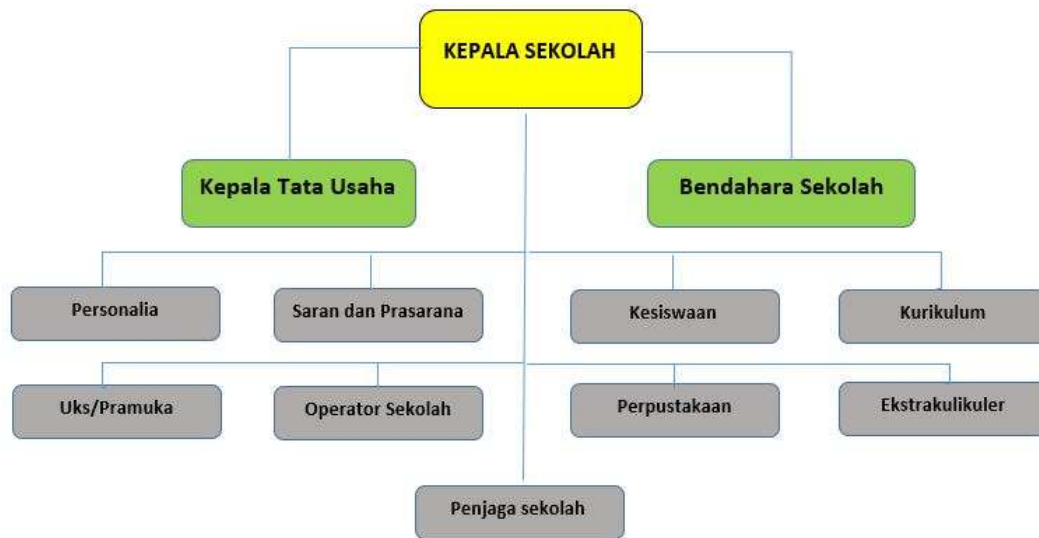 KEPALA SEKOLAH
Kepala Tata Usaha
Bendahara Sekolah
Personalia
Saran dan Prasarana
Kesiswaan
Kurikulum
Uks/Pramuka
Operator Sekolah
Perpustakaan
Ekstrakulikuler
Penjaga sekolah